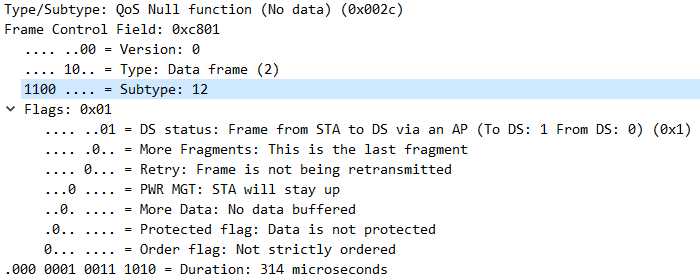 Type/Subtype: QoS Null function (No data) (0x002c)
Frame Control Field: 0xc801
.... ..00 = Version: 0
.... 10.. = Type: Data frame (2)
1100 .... = Subtype: 12
Flags: 0x01
.... ..01 = DS status: Frame from STA to DS via an AP (To DS: 1 From DS: 0) (0x1)
.... .0.. = More Fragments: This is the last fragment
.... 0... = Retry: Frame is not being retransmitted
...0 .... = PWR MGT: STA will stay up
..0. .... = More Data: No data buffered
.0.. .... = Protected flag: Data is not protected
0... .... = Order flag: Not strictly ordered
.000 0001 0011 1010 = Duration: 314 microseconds